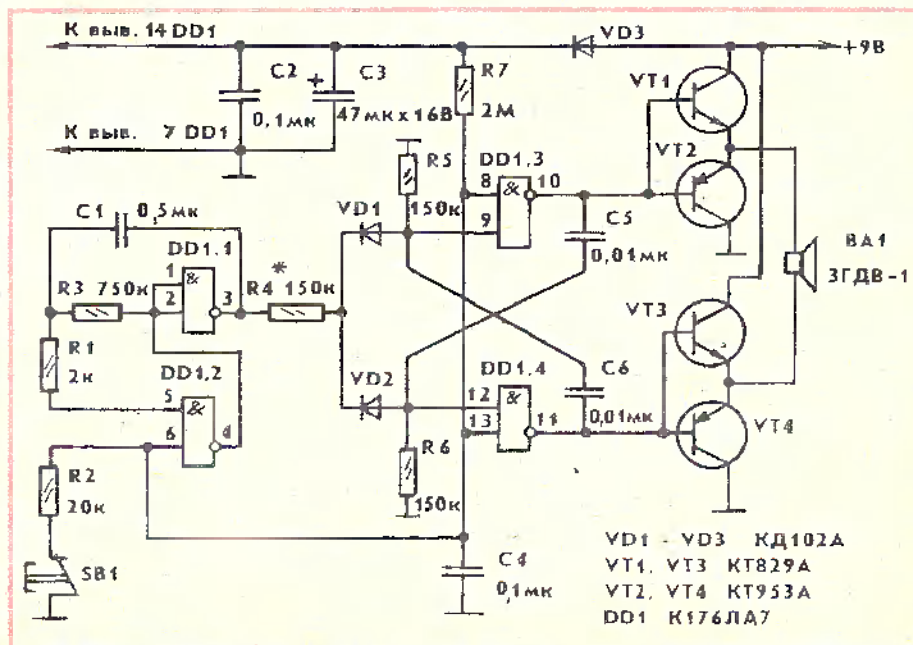 К выв. 14 DD1
VD3
+9В
C2
C3
R7
VT1
0,1мк
47мк х 16В
2М
К выв. 7 DD1
R5
DD1.3
VT2
8
&
10
C1
0,5мк
VD1
150к
9
C5
DD1.1
0,01мк
BA1
3ГДВ-1
*
R3 750к
1
&
2
3
R4 150к
VT3
R1
2к
DD1.2
VD2
DD1.4
C6
5
&
12
&
6
4
13
11
0,01мк
VT4
R2
R6
20к
150к
SB1
C4
0,1мк
VD1 - VD3 КД102А
VT1, VT3 КТ829А
VT2, VT4 КТ953А
DD1 К176ЛА7